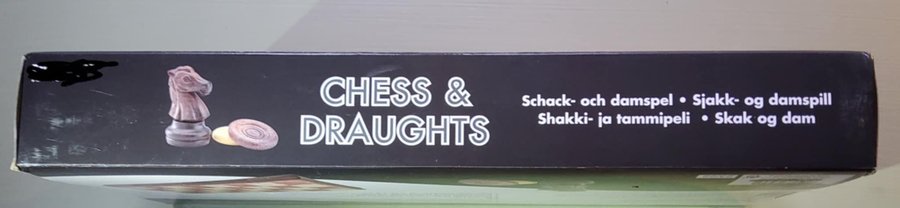 CHESS &
DRAUGHTS
Schack- och damspel • Sjakk- og damspill
Shakki- ja tammipeli • Skak og dam